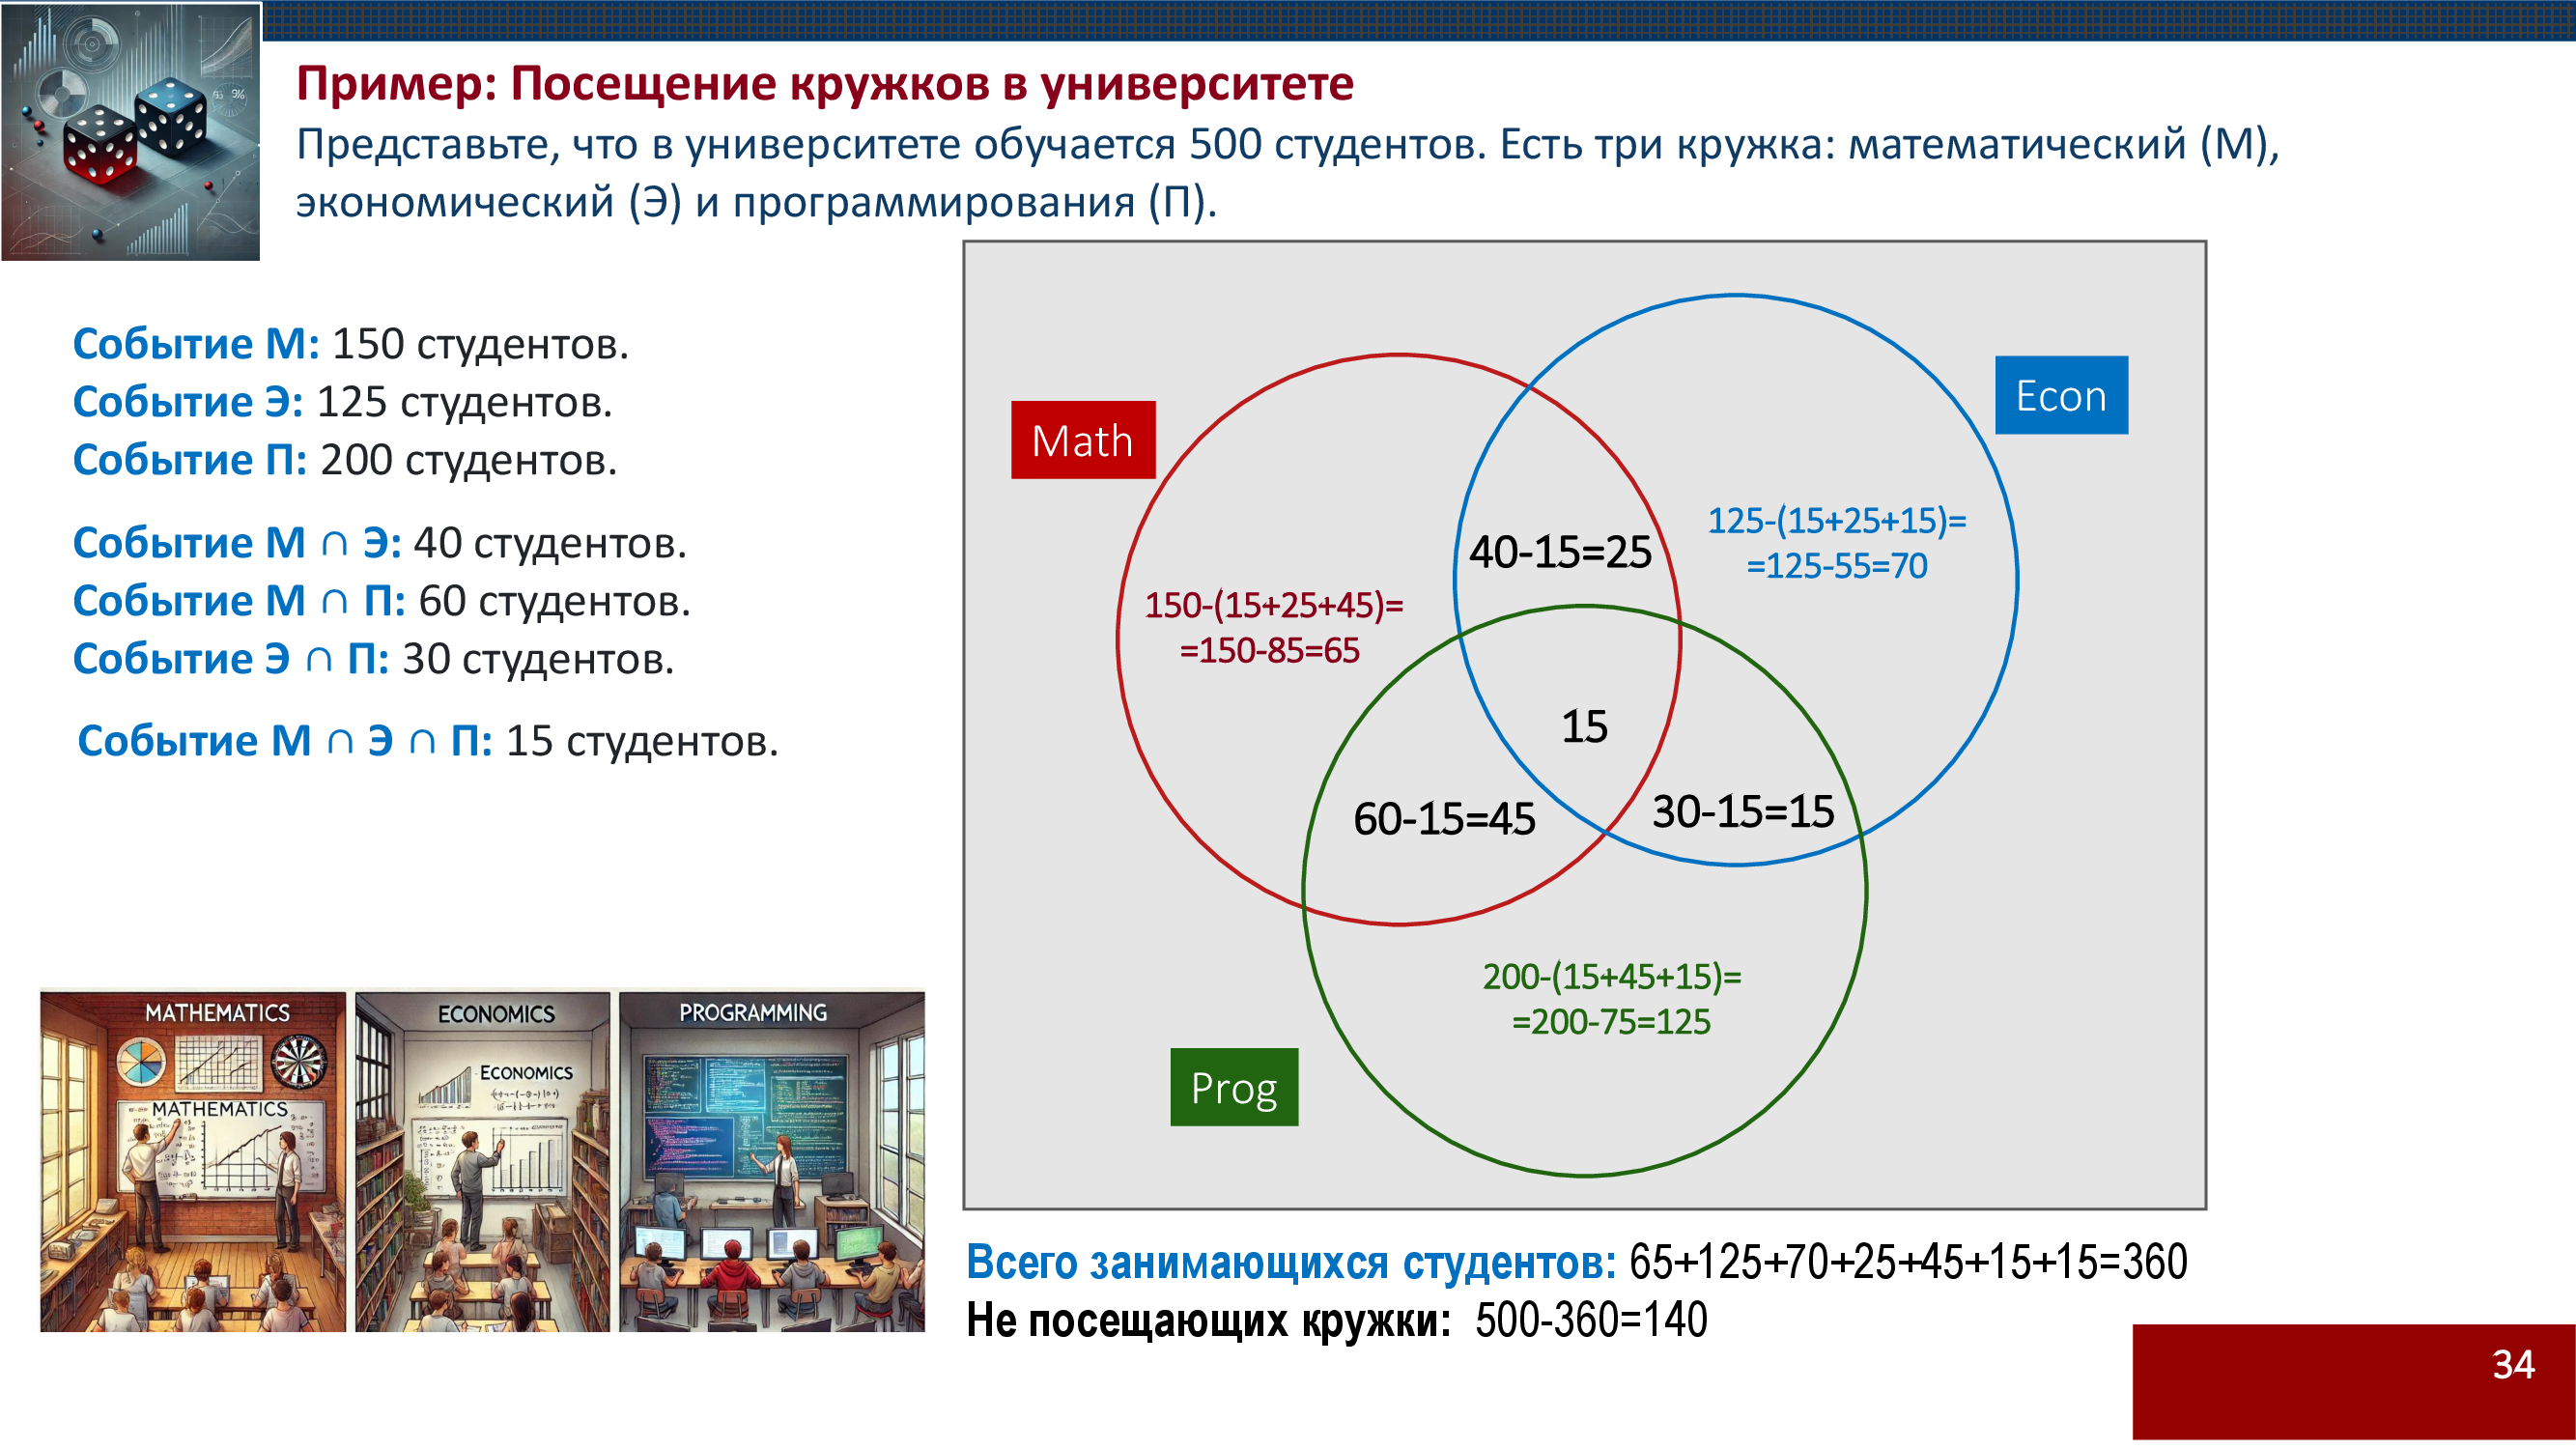 Пример: Посещение кружков в университете
Представьте, что в университете обучается 500 студентов. Есть три кружка: математический (М),
экономический (Э) и программирования (П).
Событие М: 150 студентов.
Событие Э: 125 студентов.
Событие П: 200 студентов.
Событие М ∩ Э: 40 студентов.
Событие М ∩ П: 60 студентов.
Событие Э ∩ П: 30 студентов.
Событие М ∩ Э ∩ П: 15 студентов.
Math
Econ
40-15=25
125-(15+25+15)=
=125-55=70
150-(15+25+45)=
=150-85=65
15
60-15=45
30-15=15
200-(15+45+15)=
=200-75=125
Prog
MATHEMATICS
MATHEMATICS
ECONOMICS
ECONOMICS
PROGRAMMING
Всего занимающихся студентов: 65+125+70+25+45+15+15=360
Не посещающих кружки: 500-360=140
34